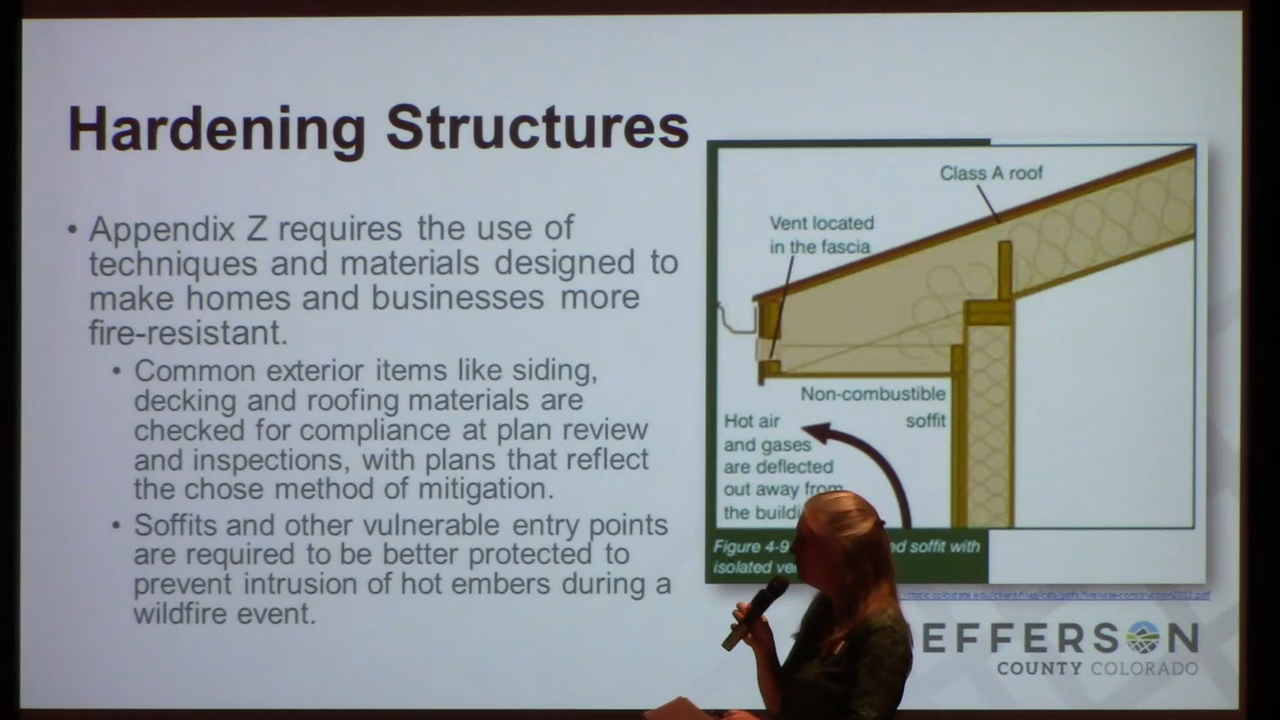 Hardening Structures
• Appendix Z requires the use of
techniques and materials designed to
make homes and businesses more
fire-resistant.
• Common exterior items like siding,
decking and roofing materials are
checked for compliance at plan review
and inspections, with plans that reflect
the chose method of mitigation.
• Soffits and other vulnerable entry points
are required to be better protected to
prevent intrusion of hot embers during a
wildfire event.
Class A roof
Vent located
in the fascia
Non-combustible
soffit
Hot air
and gases
are deflected
out away from
the
Figure 4-9 soffit with
isolated
EFFERSON
COUNTY COLORADO